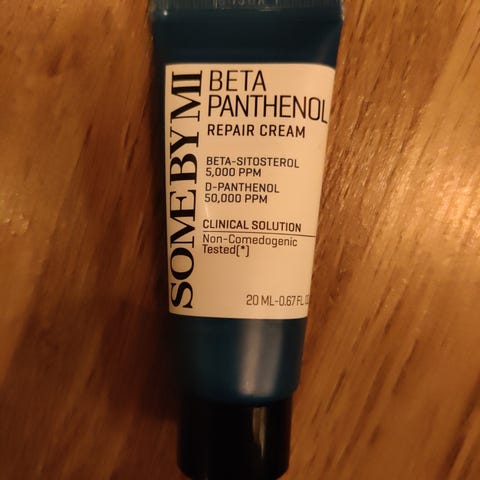 SOME BY MI
BETA
PANTHENOL
REPAIR CREAM
BETA-SITOSTEROL
5,000 PPM
D-PANTHENOL
50,000 PPM
CLINICAL SOLUTION
Non-Comedogenic
Tested(*)
20 ML-0.67 FL